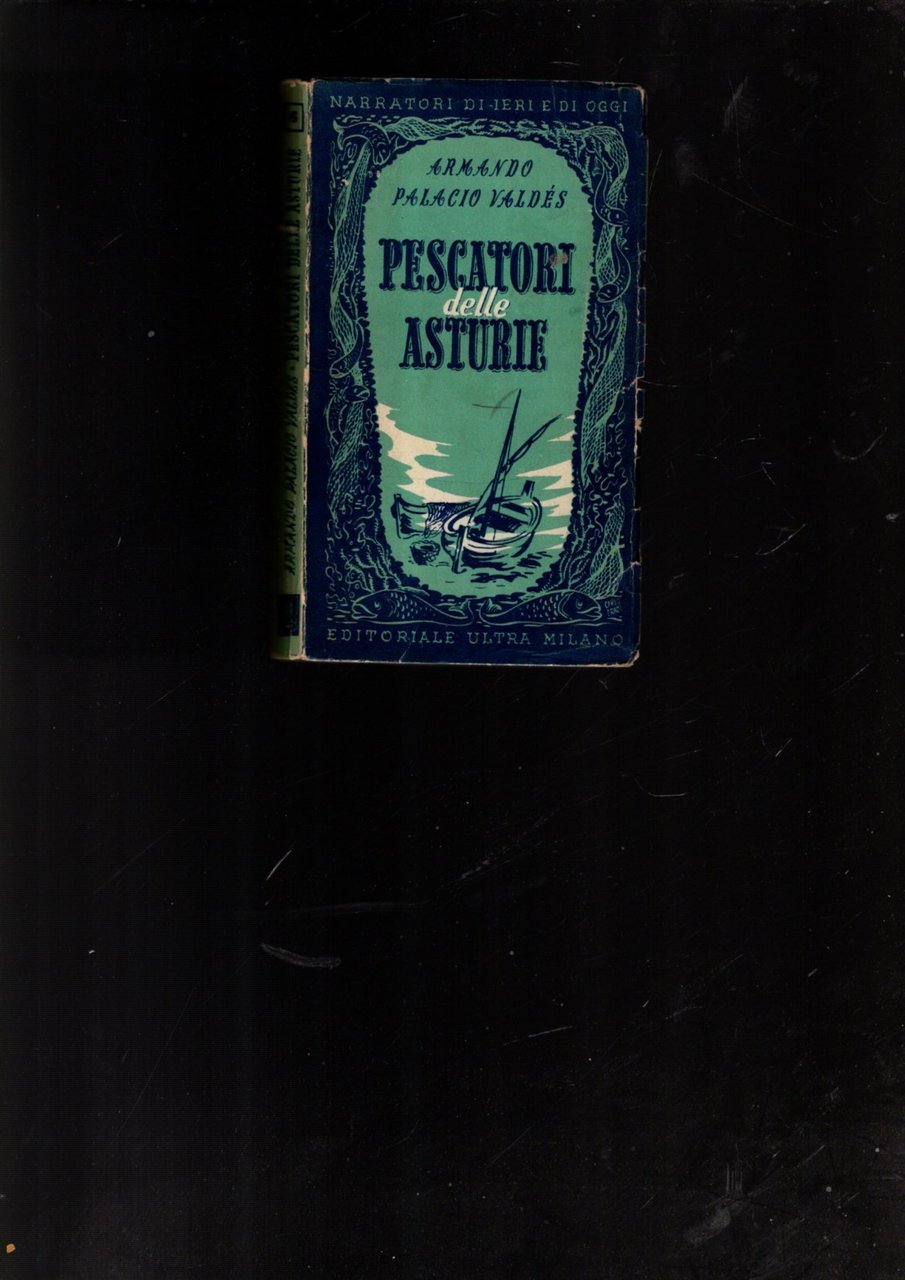 NARRATORI DI-IERI E DI OGGI
ARMANDO
PALACIO VALDÉS
PESCATORI
delle
ASTURIE
EDITORIALE ULTRA MILANO
ARMANDO PALACIO VALDÉS - PESCATORI DELLE ASTURIE